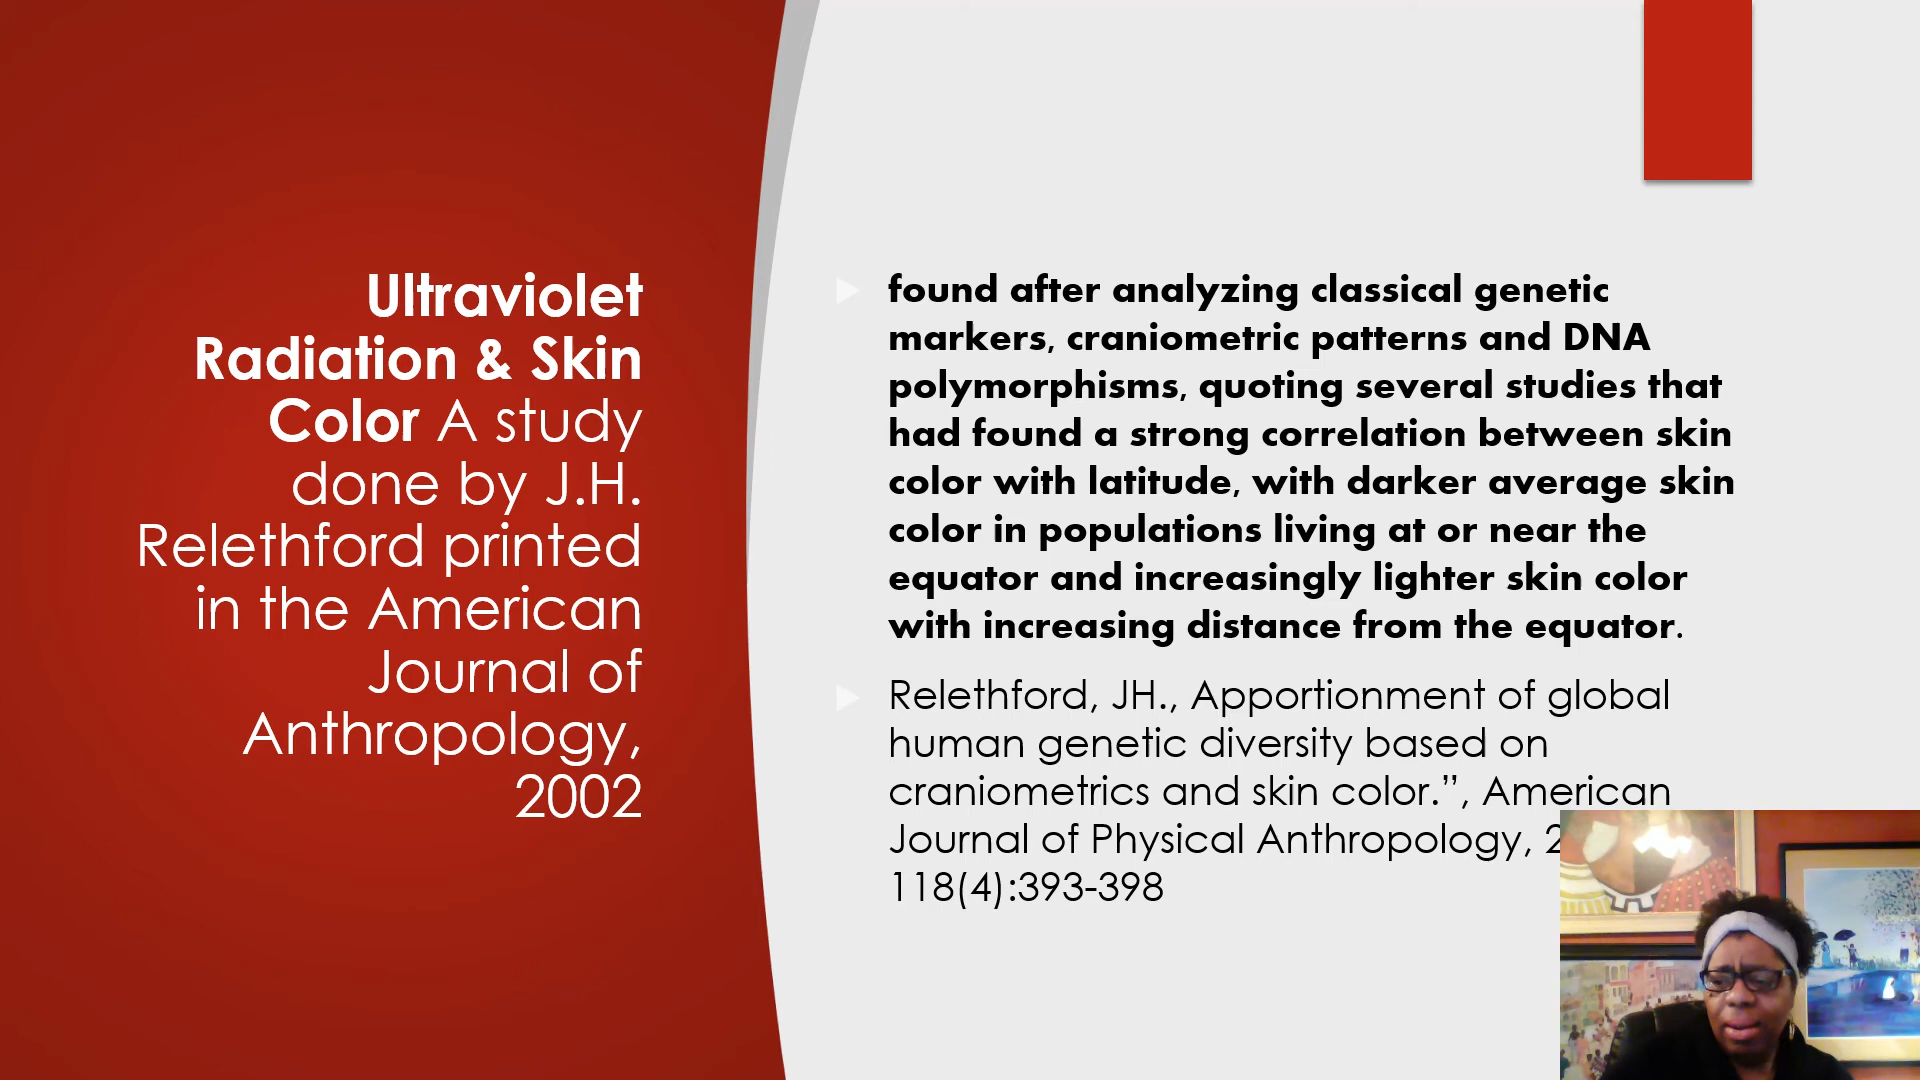 Ultraviolet
Radiation & Skin
Color A study
done by J.H.
Relethford printed
in the American
Journal of
Anthropology,
2002
found after analyzing classical genetic
markers, craniometric patterns and DNA
polymorphisms, quoting several studies that
had found a strong correlation between skin
color with latitude, with darker average skin
color in populations living at or near the
equator and increasingly lighter skin color
with increasing distance from the equator.
Relethford, JH., Apportionment of global
human genetic diversity based on
craniometrics and skin color.”, American
Journal of Physical Anthropology,
118(4):393-398